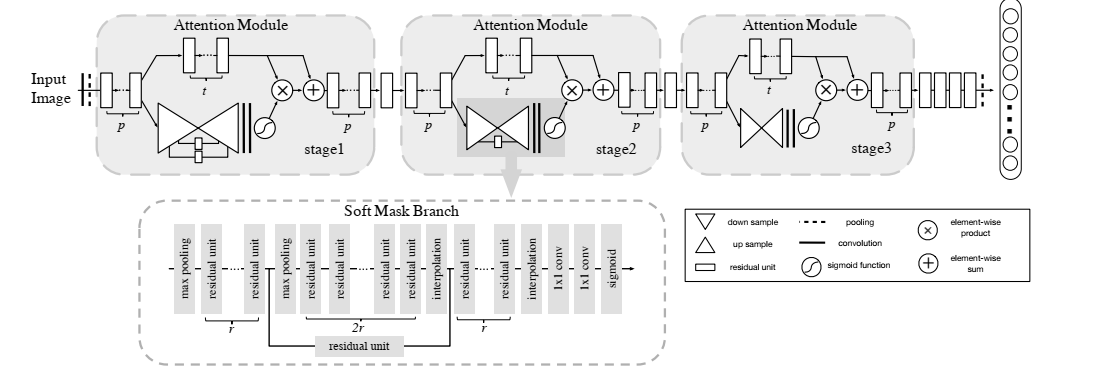 Attention Module
Attention Module
Attention Module
Input
Image
t
t
t
p
p
p
p
p
p
stage1
stage2
stage3
Soft Mask Branch
max pooling
residual unit
residual unit
max pooling
residual unit
residual unit
residual unit
residual unit
interpolation
residual unit
residual unit
interpolation
1x1 conv
1x1 conv
sigmoid
r
2r
r
residual unit
down sample
pooling
element-wise
product
up sample
convolution
residual unit
sigmoid function
element-wise
sum